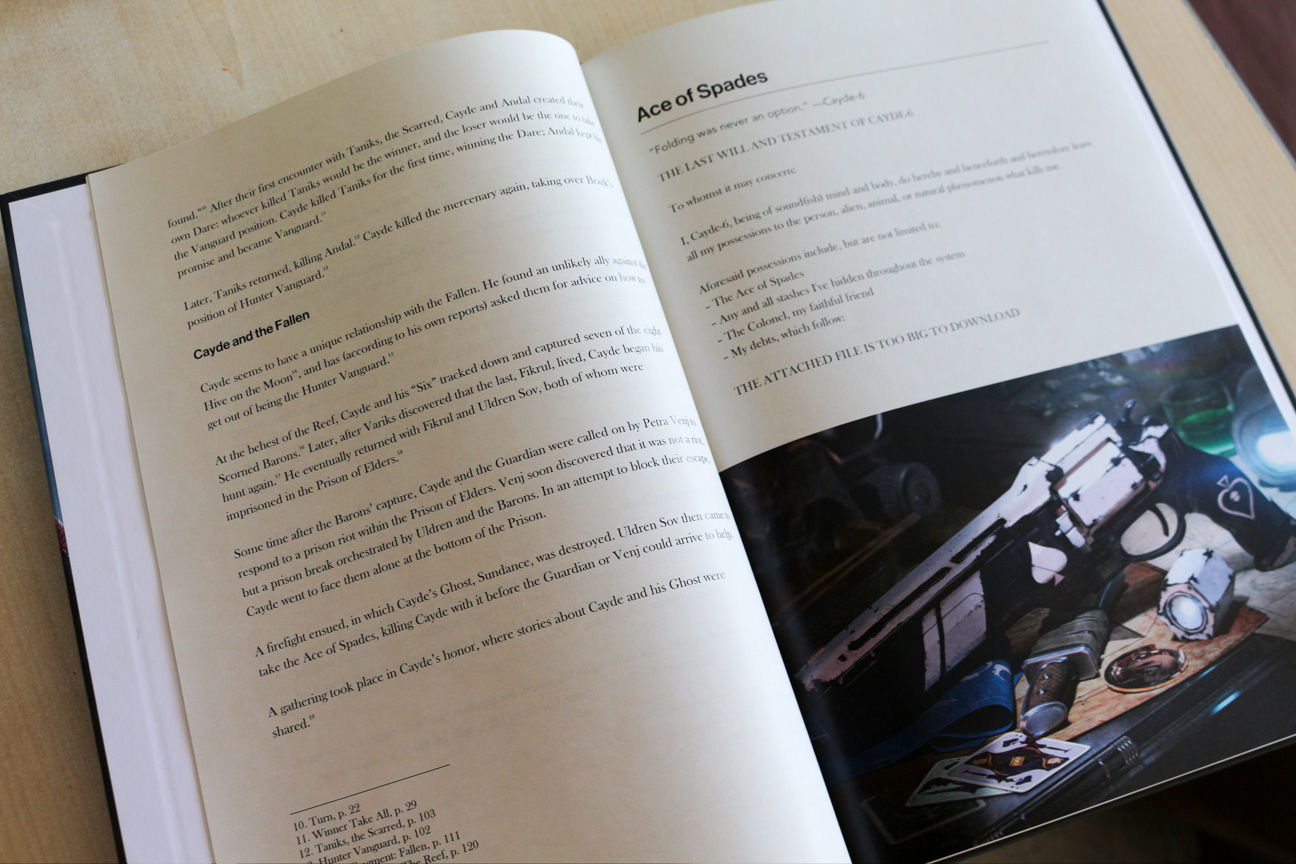 found."¹⁰ After their first encounter with Taniks, the Scarred, Cayde and Andal created their
own Dare: whoever killed Taniks would be the winner, and the loser would be the one to take
the Vanguard position. Cayde killed Taniks for the first time, winning the Dare; Andal kept his
promise and became Vanguard.¹¹
Later, Taniks returned, killing Andal.¹² Cayde killed the mercenary again, taking over Brask's
position of Hunter Vanguard.¹³
Cayde and the Fallen
Cayde seems to have a unique relationship with the Fallen. He found an unlikely ally against the
Hive on the Moon¹⁴, and has (according to his own reports) asked them for advice on how to
get out of being the Hunter Vanguard.¹⁵
At the behest of the Reef, Cayde and his "Six" tracked down and captured seven of the eight
Scorned Barons.¹⁶ Later, after Variks discovered that the last, Fikrul, lived, Cayde began his
hunt again.¹⁷ He eventually returned with Fikrul and Uldren Sov, both of whom were
imprisoned in the Prison of Elders.¹⁸
Some time after the Barons' capture, Cayde and the Guardian were called on by Petra Venj to
respond to a prison riot within the Prison of Elders. Venj soon discovered that it was not a riot,
but a prison break orchestrated by Uldren and the Barons. In an attempt to block their escape,
Cayde went to face them alone at the bottom of the Prison.
A firefight ensued, in which Cayde's Ghost, Sundance, was destroyed. Uldren Sov then came to
take the Ace of Spades, killing Cayde with it before the Guardian or Venj could arrive to help.
A gathering took place in Cayde's honor, where stories about Cayde and his Ghost were
shared.¹⁹
10. Turn, p. 22
11. Winner Take All, p. 29
12. Taniks, the Scarred, p. 103
Hunter Vanguard, p. 102
Fallen, p. 111
The Reef, p. 120
Ace of Spades
"Folding was never an option." —Cayde-6
THE LAST WILL AND TESTAMENT OF CAYDE-6
To whomst it may concern:
I, Cayde-6, being of sound(ish) mind and body, do hereby and henceforth and heretofore leave
all my possessions to the person, alien, animal, or natural phenomenon what kills me.
Aforesaid possessions include, but are not limited to:
- The Ace of Spades
- Any and all stashes I've hidden throughout the system
- The Colonel, my faithful friend
- My debts, which follow:
THE ATTACHED FILE IS TOO BIG TO DOWNLOAD